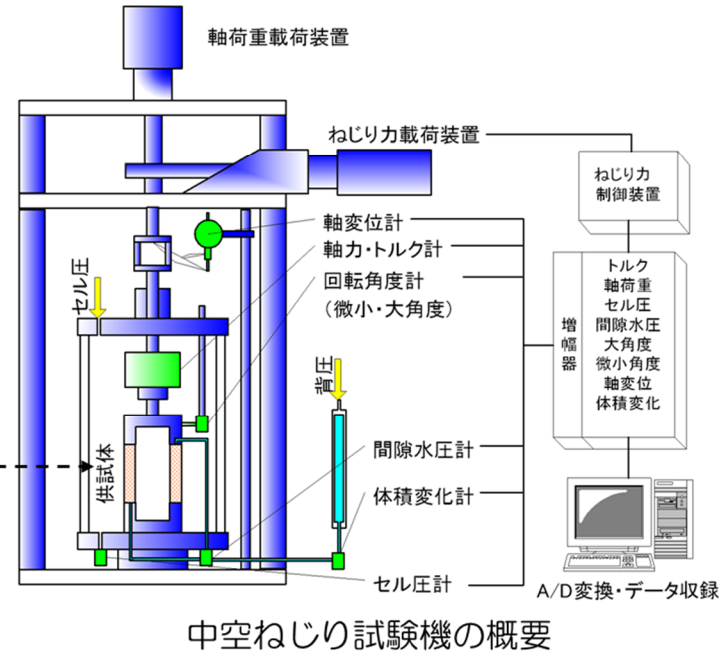 軸荷重載荷装置
ねじり力載荷装置
ねじり力
制御装置
軸変位計
軸力・トルク計
回転角度計
(微小・大角度)
セル圧
背圧
供試体
間隙水圧計
体積変化計
セル圧計
増幅器
トルク
軸荷重
セル圧
間隙水圧
大角度
微小角度
軸変位
体積変化
A/D変換・データ収録
中空ねじり試験機の概要